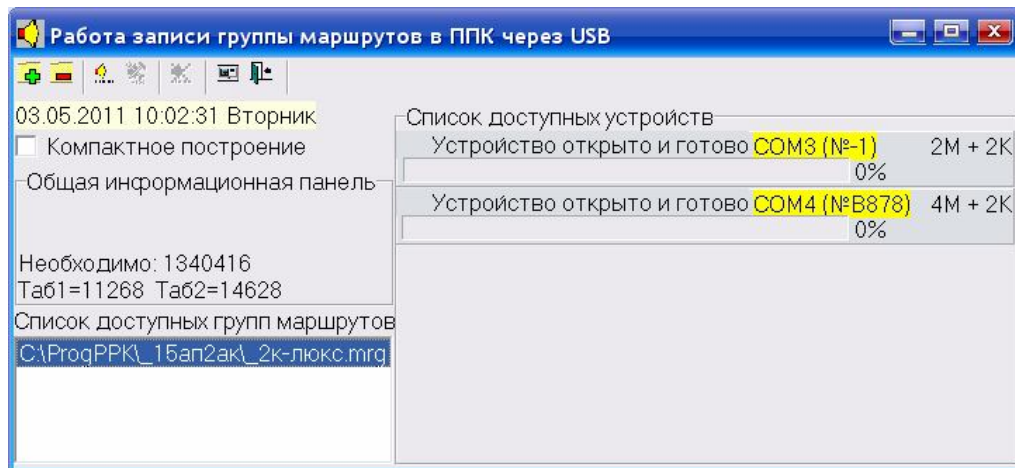 Работа записи группы маршрутов в ППК через USB
03.05.2011 10:02:31 Вторник
Компактное построение
Общая информационная панель
Необходимо: 1340416
Таб1=11268 Таб2=14628
Список доступных групп маршрутов
C:\ProgPPK\_15ап2ак\_2к-люкс.mrg
Список доступных устройств
Устройство открыто и готово COM3 (№-1) 2M + 2K
0%
Устройство открыто и готово COM4 (№B878) 4M + 2K
0%